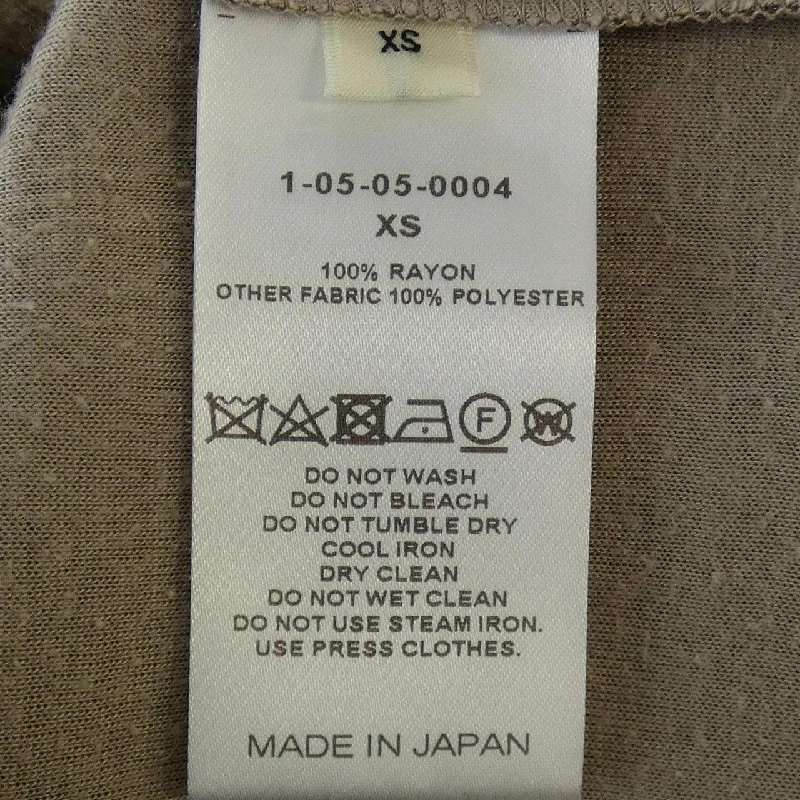 XS
1-05-05-0004
XS
100% RAYON
OTHER FABRIC 100% POLYESTER
F W
DO NOT WASH
DO NOT BLEACH
DO NOT TUMBLE DRY
COOL IRON
DRY CLEAN
DO NOT WET CLEAN
DO NOT USE STEAM IRON.
USE PRESS CLOTHES.
MADE IN JAPAN